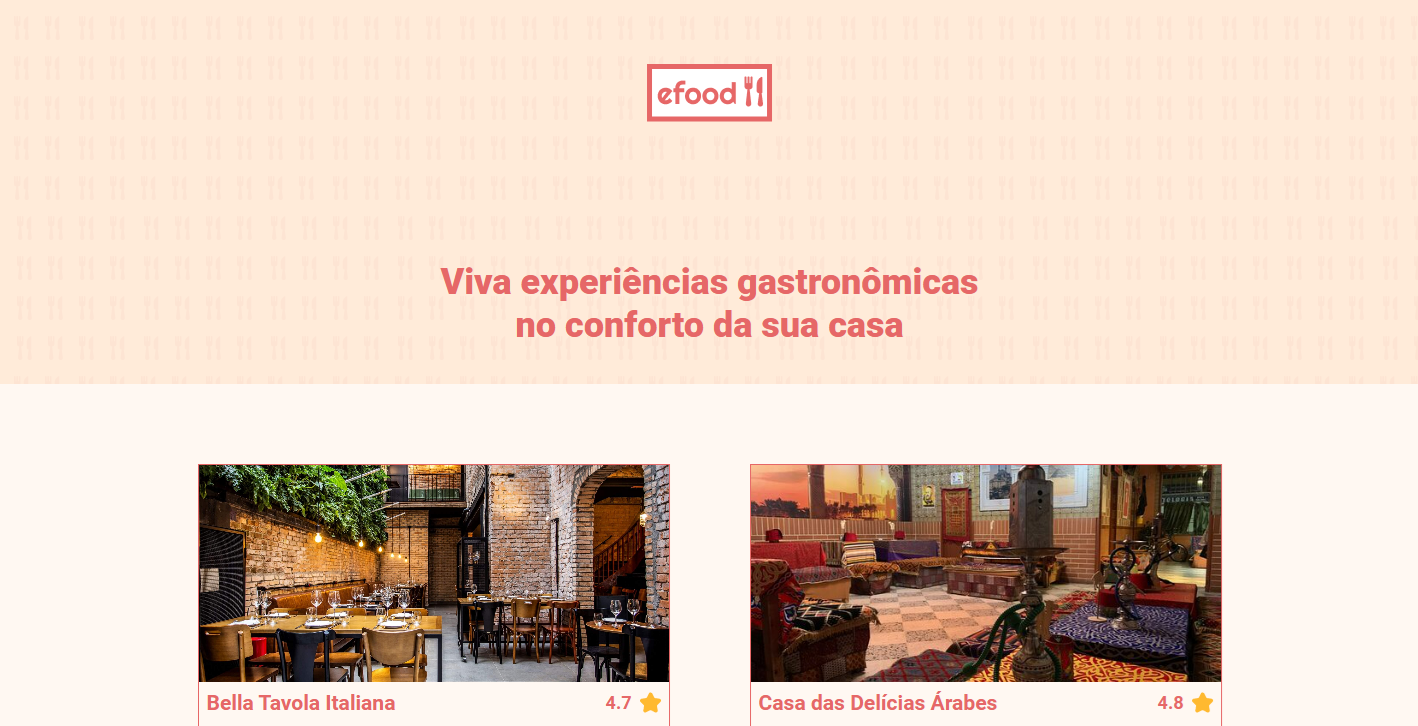 efood
Viva experiências gastronômicas
no conforto da sua casa
Bella Tavola Italiana
4.7
Casa das Delícias Árabes
4.8